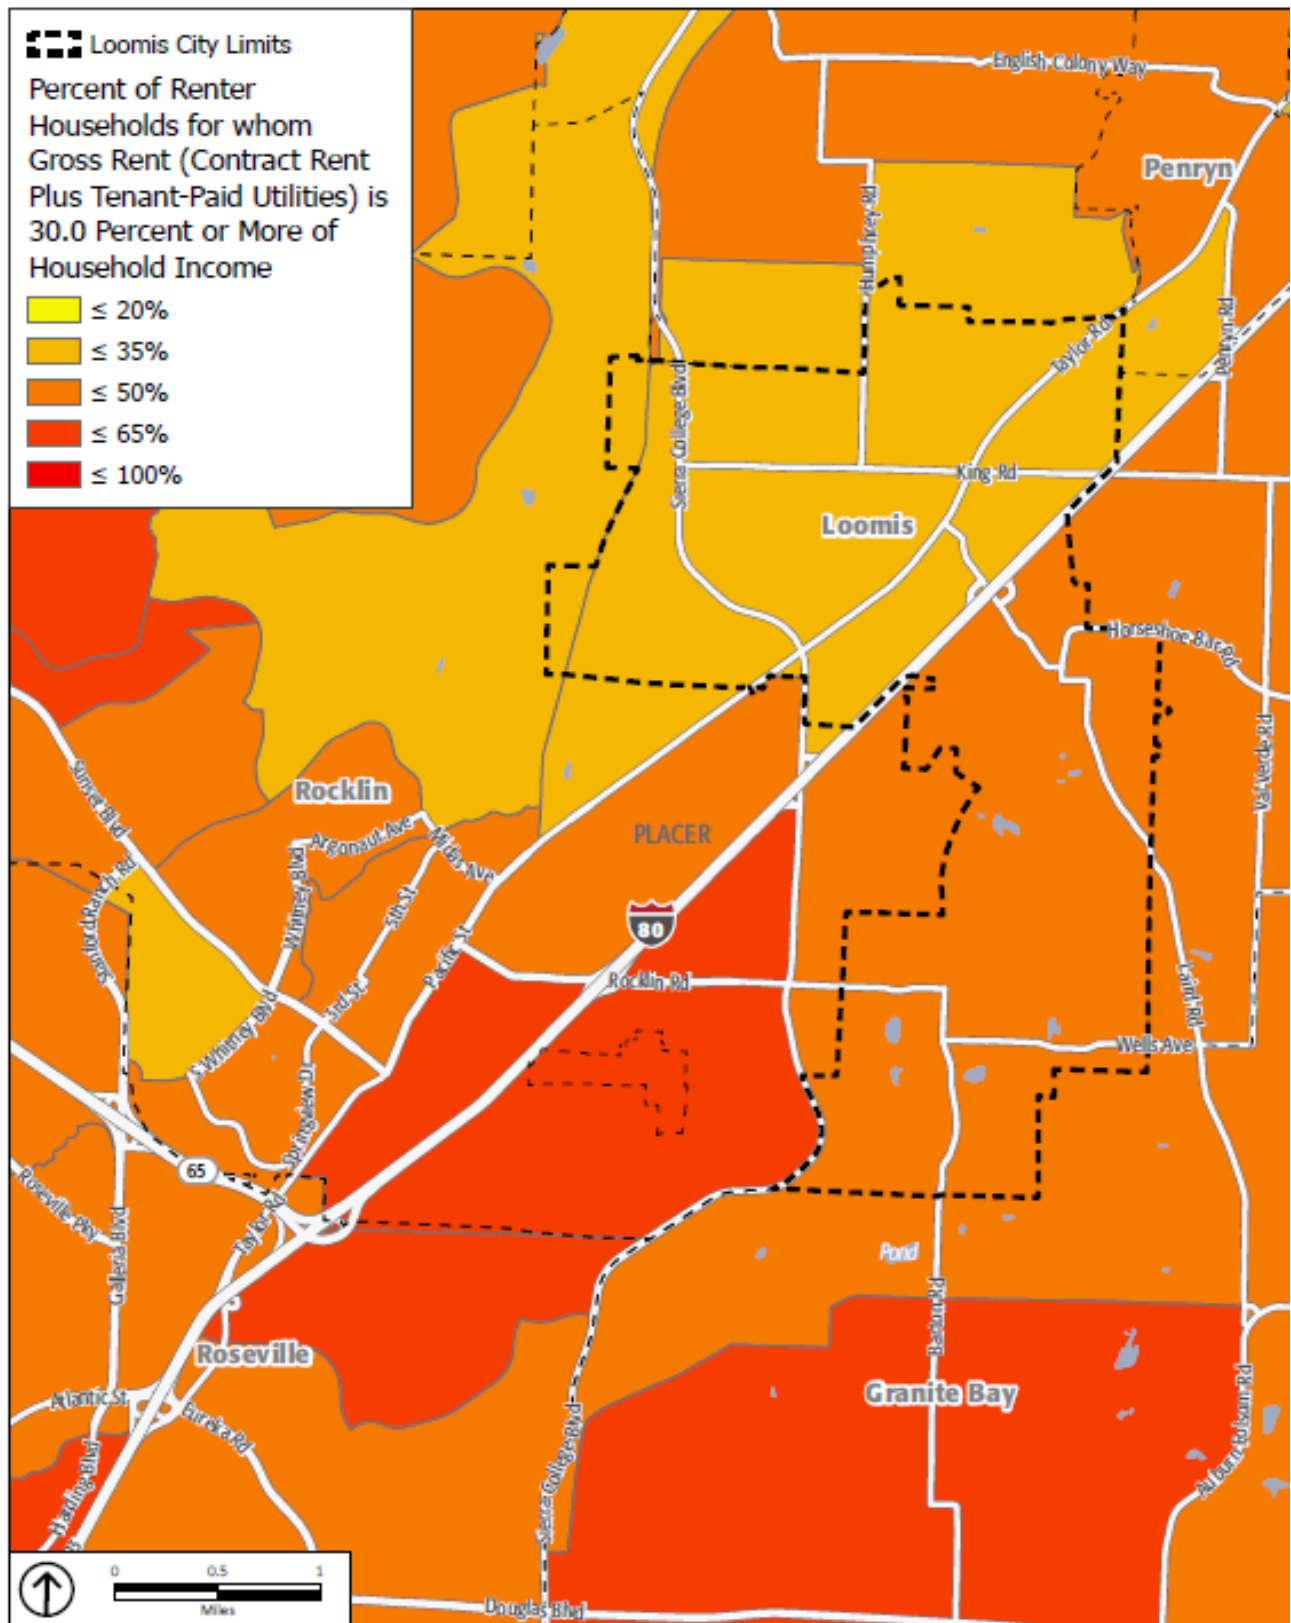 Loomis City Limits
Percent of Renter
Households for whom
Gross Rent (Contract Rent
Plus Tenant-Paid Utilities) is
30.0 Percent or More of
Household Income
≤ 20%
≤ 35%
≤ 50%
≤ 65%
≤ 100%
English Colony Way
Penryn
Humphrey Rd
Taylor Rd
Penryn Rd
Sierra College Blvd
King Rd
Loomis
Horseshoe Bar Rd
Val Verde Rd
Sunset Blvd
Rocklin
Argonaut Ave
Midas Ave
PLACER
Stanford Ranch Rd
Whitney Blvd
5th St
Pacific St
80
Rocklin Rd
3rd St
Laird Rd
S Whitney Blvd
Wells Ave
Springview Dr
65
Roseville Pky
Galleria Blvd
Taylor Rd
Pond
Barton Rd
Roseville
Granite Bay
Atlantic St
Eureka Rd
Harding Blvd
Sierra College Blvd
Auburn Folsom Rd
0 0.5 1
Miles
Douglas Blvd